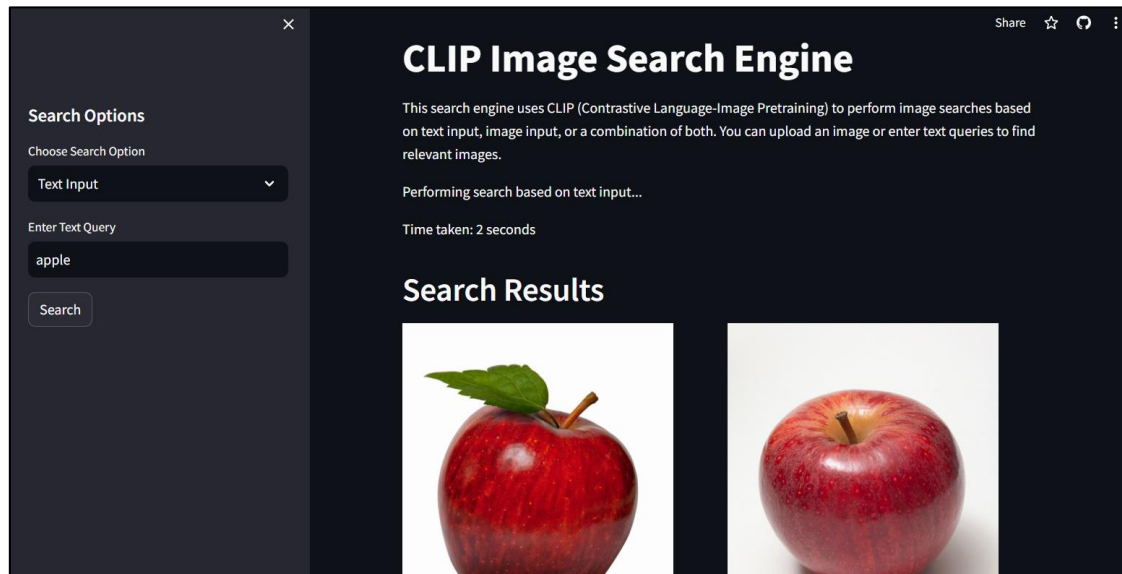 Share
Search Options
Choose Search Option
Text Input
Enter Text Query
apple
Search
CLIP Image Search Engine
This search engine uses CLIP (Contrastive Language-Image Pretraining) to perform image searches based
on text input, image input, or a combination of both. You can upload an image or enter text queries to find
relevant images.
Performing search based on text input...
Time taken: 2 seconds
Search Results